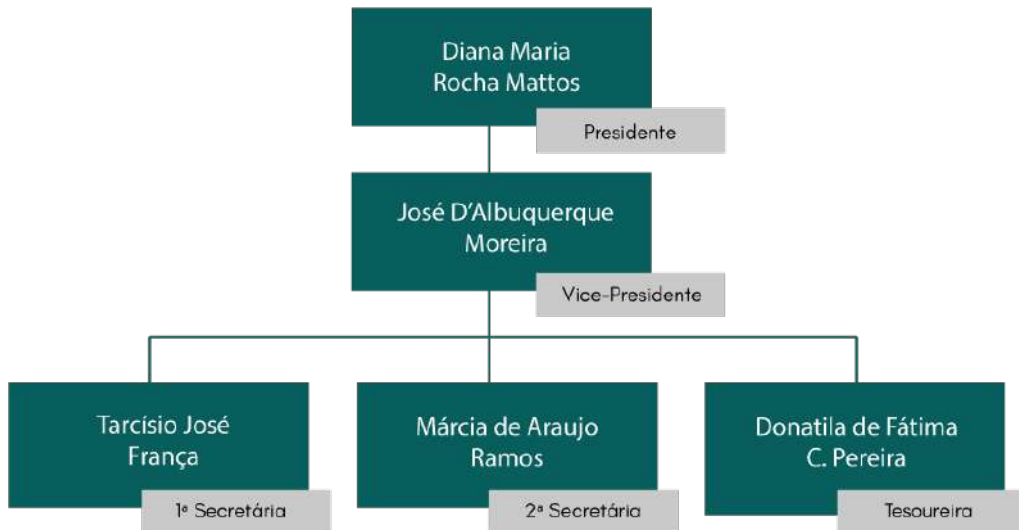 Diana Maria
Rocha Mattos
Presidente
José D'Albuquerque
Moreira
Vice-Presidente
Tarcísio José
França
1ª Secretária
Márcia de Araujo
Ramos
2ª Secretária
Donatila de Fátima
C. Pereira
Tesoureira